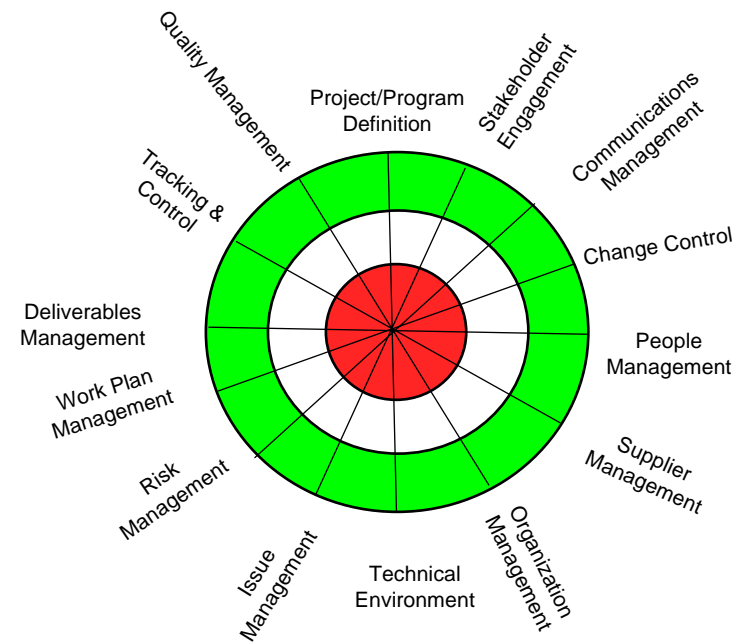 Project/Program
Definition
Stakeholder
Engagement
Communications
Management
Change Control
People
Management
Supplier
Management
Organization
Management
Technical
Environment
Issue
Management
Risk
Management
Work Plan
Management
Deliverables
Management
Tracking &
Control
Quality Management